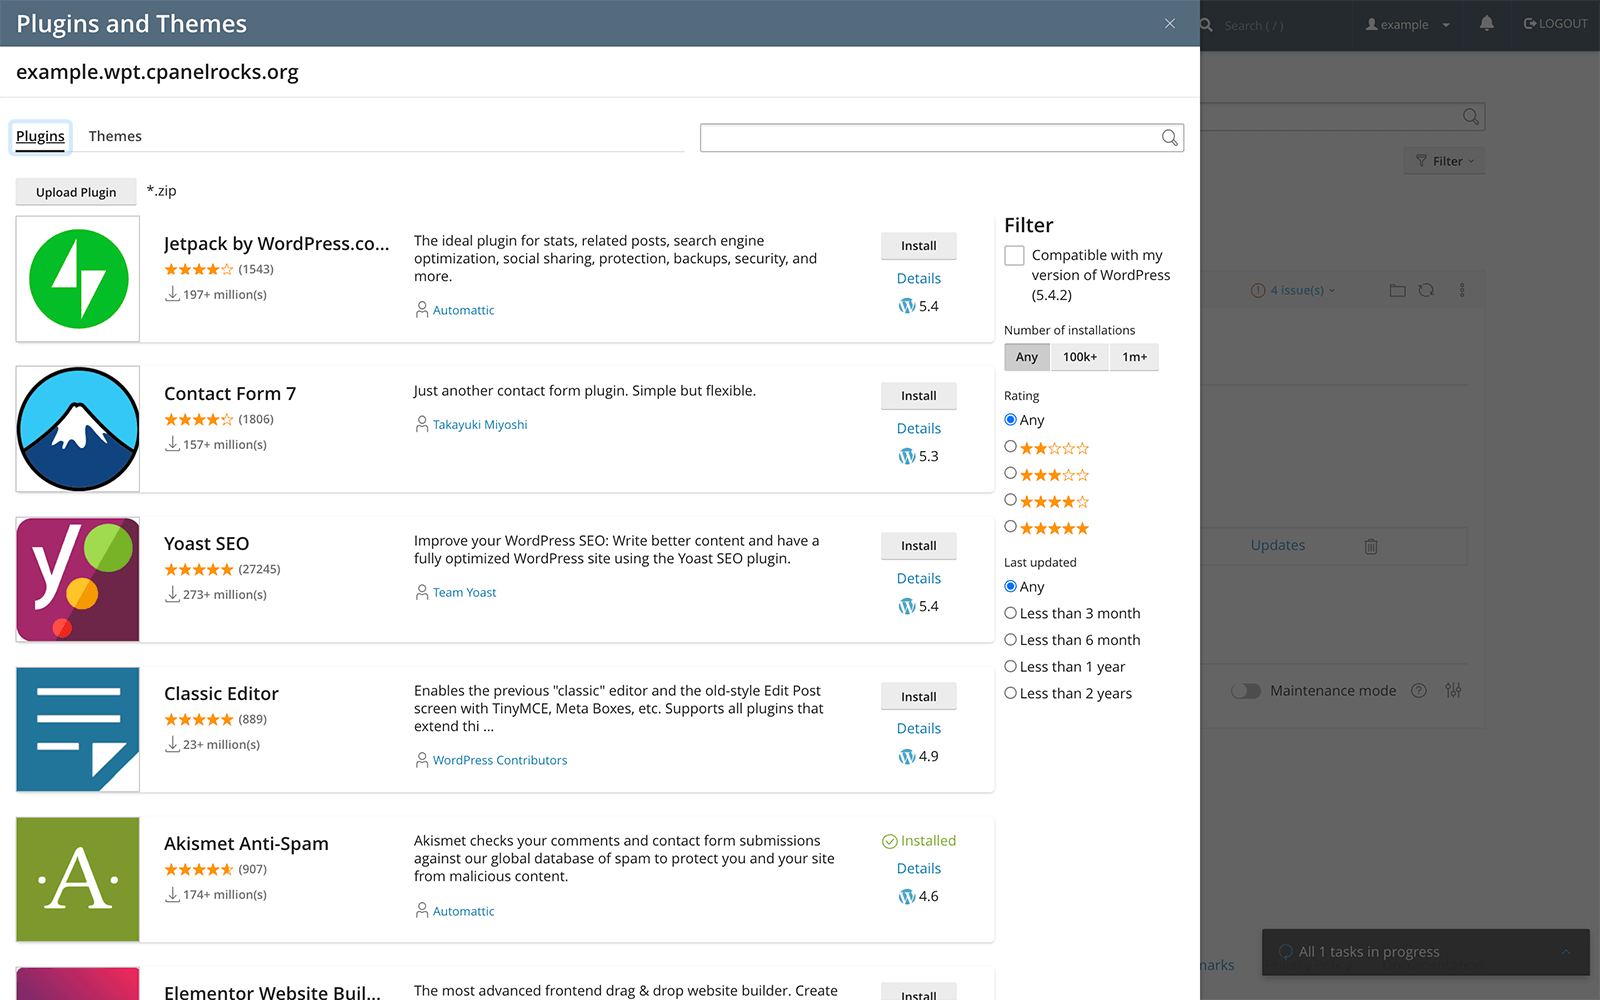 Plugins and Themes
Search ( / )
example
LOGOUT
example.wpt.cpanelrocks.org
Plugins
Themes
Filter
Upload Plugin
*.zip
Jetpack by WordPress.co...
(1543)
197+ million(s)
The ideal plugin for stats, related posts, search engine
optimization, social sharing, protection, backups, security, and
more.
Automattic
Install
Details
5.4
Contact Form 7
(1806)
157+ million(s)
Just another contact form plugin. Simple but flexible.
Takayuki Miyoshi
Install
Details
5.3
Yoast SEO
(27245)
273+ million(s)
Improve your WordPress SEO: Write better content and have a
fully optimized WordPress site using the Yoast SEO plugin.
Team Yoast
Install
Details
5.4
Classic Editor
(889)
23+ million(s)
Enables the previous "classic" editor and the old-style Edit Post
screen with TinyMCE, Meta Boxes, etc. Supports all plugins that
extend thi ...
WordPress Contributors
Install
Details
4.9
·A·
Akismet Anti-Spam
(907)
174+ million(s)
Akismet checks your comments and contact form submissions
against our global database of spam to protect you and your site
from malicious content.
Automattic
Installed
Details
4.6
Elementor Website Buil...
The most advanced frontend drag & drop website builder. Create
Install
Filter
Compatible with my
version of WordPress
(5.4.2)
Number of installations
Any
100k+
1m+
Rating
Any
Last updated
Any
Less than 3 month
Less than 6 month
Less than 1 year
Less than 2 years
4 issue(s)
Updates
Maintenance mode
All 1 tasks in progress